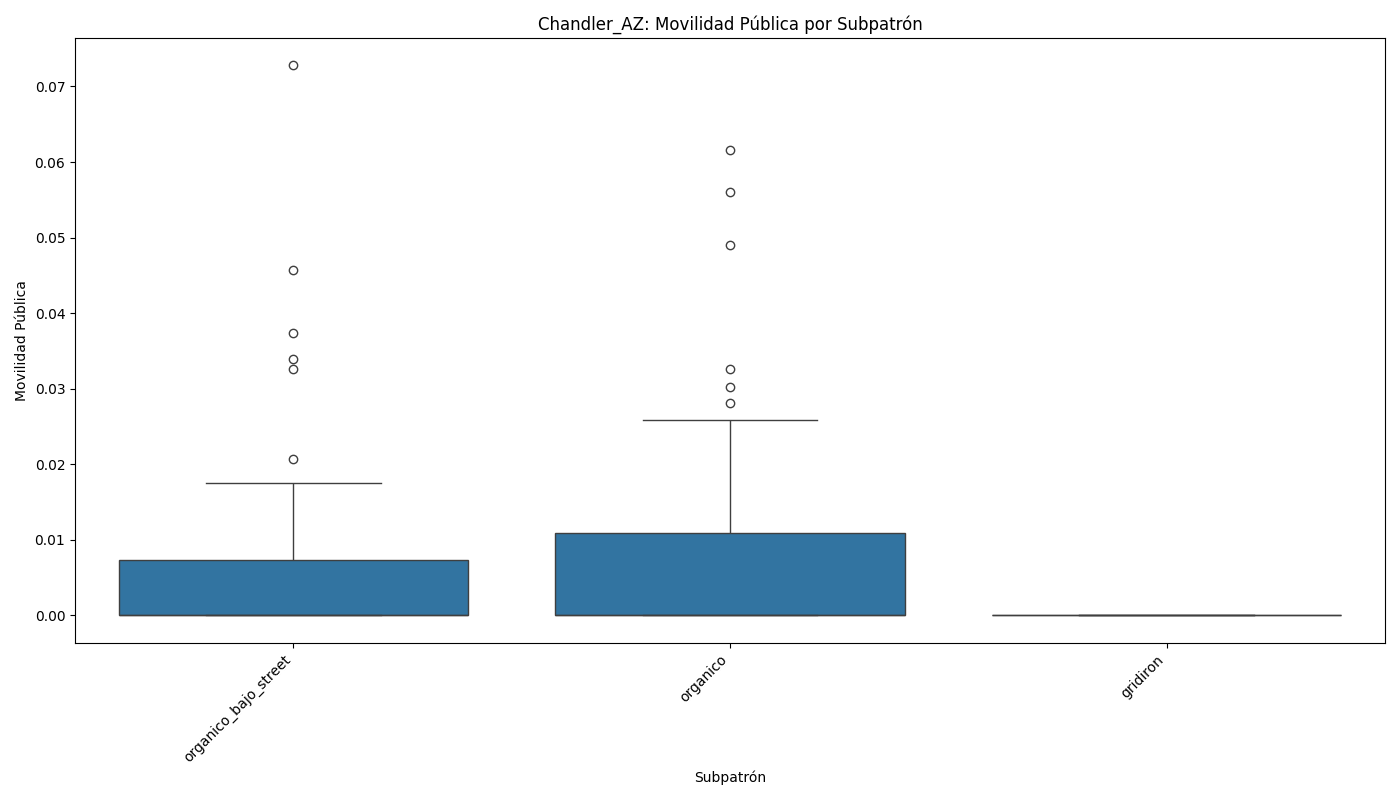 Chandler_AZ: Movilidad Pública por Subpatrón
Movilidad Pública
0.07
0.06
0.05
0.04
0.03
0.02
0.01
0.00
organico_bajo_street
organico
gridiron
Subpatrón